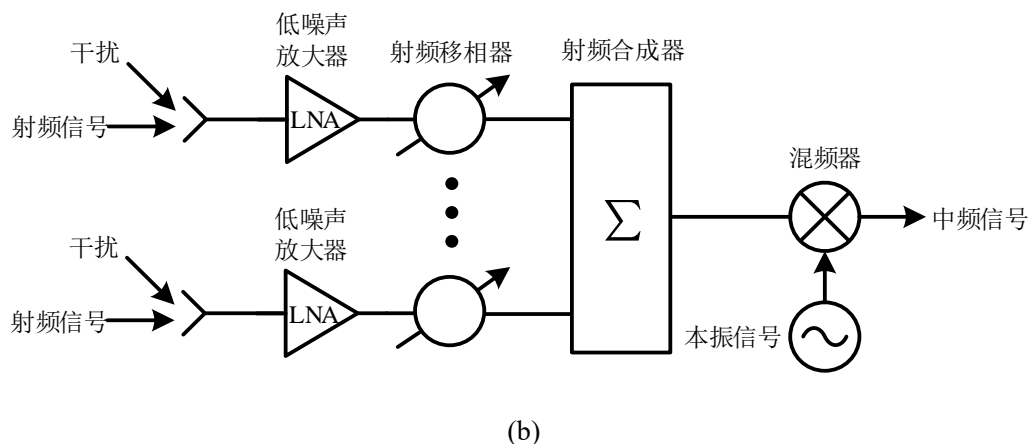 低噪声
放大器
射频移相器
射频合成器
干扰
射频信号
LNA
混频器
中频信号
Σ
低噪声
放大器
干扰
射频信号
LNA
本振信号
(b)